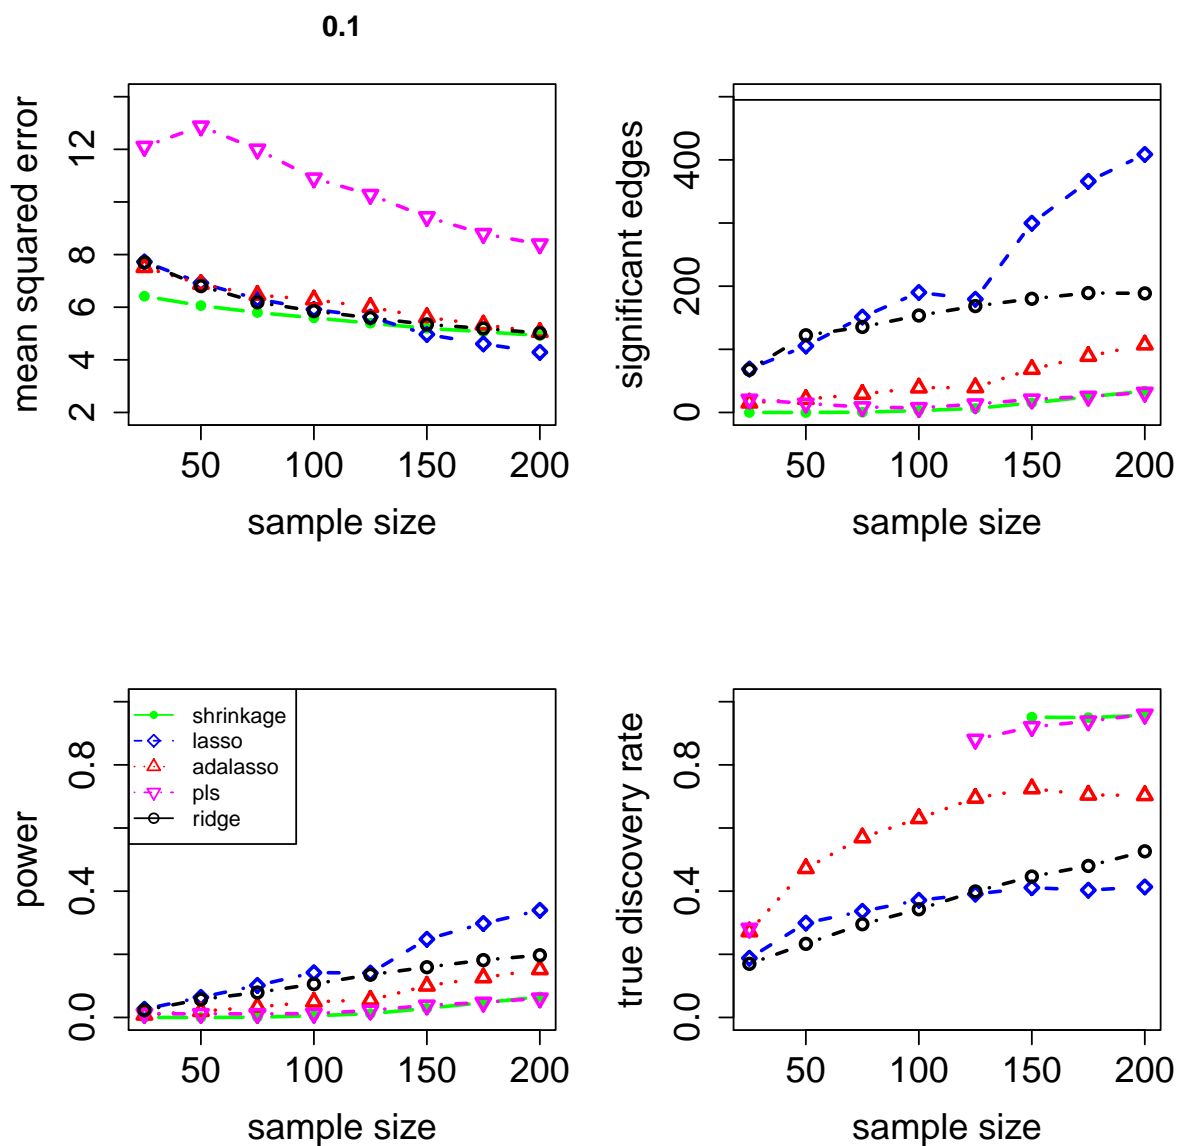 0.1
mean squared error
2 4 6 8 12
50 100 150 200
sample size
significant edges
0 200 400
50 100 150 200
sample size
power
0.0 0.4 0.8
shrinkage
lasso
adalasso
pls
ridge
50 100 150 200
sample size
true discovery rate
0.0 0.4 0.8
50 100 150 200
sample size